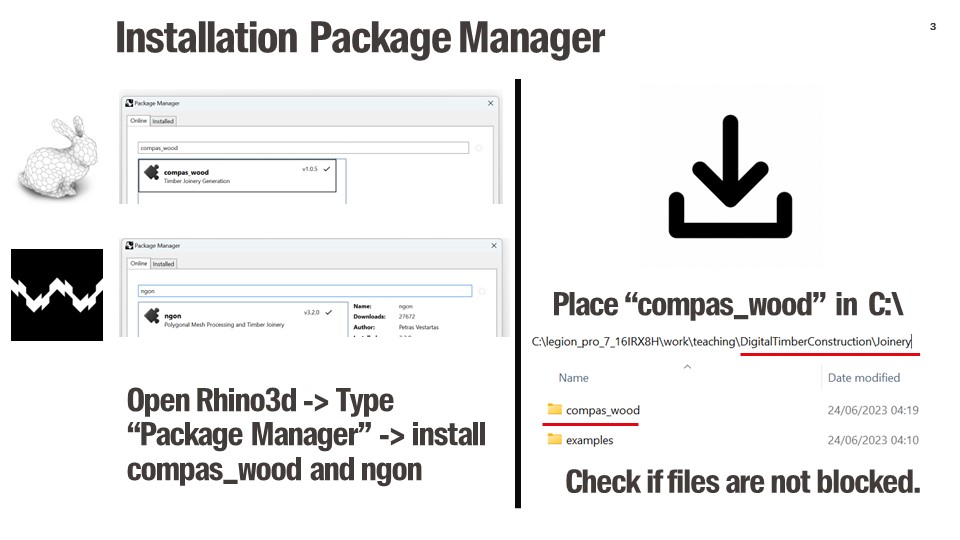 Installation Package Manager
3
Package Manager
Online Installed
compas_wood
compas_wood v1.0.5
Timber Joinery Generation
Package Manager
Online Installed
ngon
ngon v3.2.0
Polygonal Mesh Processing and Timber Joinery
Name: ngon
Downloads: 27672
Author: Petras Vestartas
Open Rhino3d -> Type
“Package Manager” -> install
compas_wood and ngon
Place “compas_wood” in C:\
C:\legion_pro_7_16IRX8H\work\teaching\DigitalTimberConstruction\Joinery
Name Date modified
compas_wood 24/06/2023 04:19
examples 24/06/2023 04:10
Check if files are not blocked.